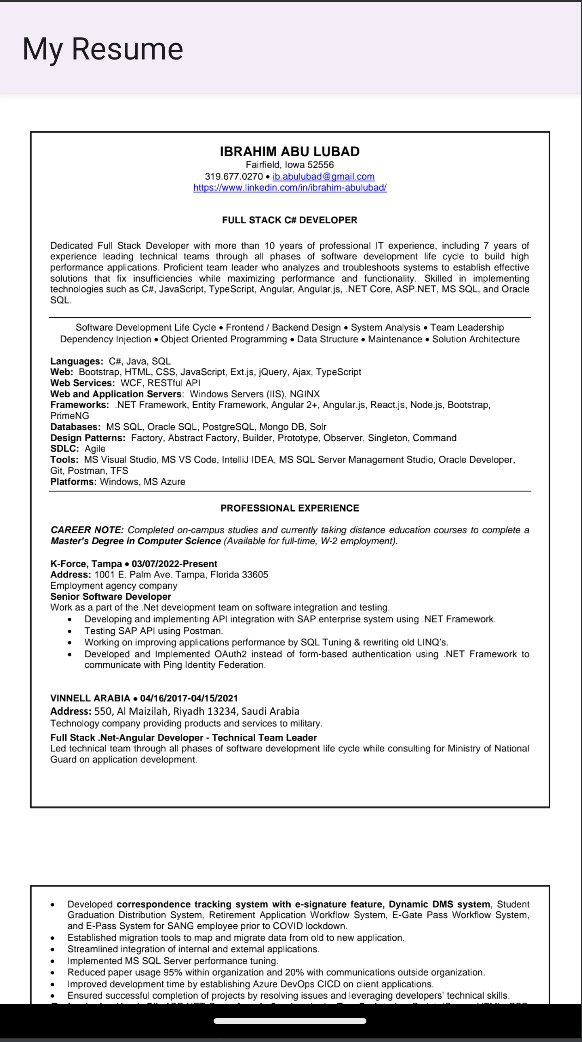 My Resume
IBRAHIM ABU LUBAD
Fairfield, Iowa 52556
319.677.0270 • ib.abulubad@gmail.com
https://www.linkedin.com/in/ibrahim-abulubad/
FULL STACK C# DEVELOPER
Dedicated Full Stack Developer with more than 10 years of professional IT experience, including 7 years of
experience leading technical teams through all phases of software development life cycle to build high
performance applications. Proficient team leader who analyzes and troubleshoots systems to establish effective
solutions that fix insufficiencies while maximizing performance and functionality. Skilled in implementing
technologies such as C#, JavaScript, TypeScript, Angular, Angular.js, .NET Core, ASP.NET, MS SQL, and Oracle
SQL.
Software Development Life Cycle • Frontend / Backend Design • System Analysis • Team Leadership
Dependency Injection • Object Oriented Programming • Data Structure • Maintenance • Solution Architecture
Languages: C#, Java, SQL
Web: Bootstrap, HTML, CSS, JavaScript, Ext.js, jQuery, Ajax, TypeScript
Web Services: WCF, RESTful API
Web and Application Servers: Windows Servers (IIS), NGINX
Frameworks: .NET Framework, Entity Framework, Angular 2+, Angular.js, React.js, Node.js, Bootstrap,
PrimeNG
Databases: MS SQL, Oracle SQL, PostgreSQL, Mongo DB, Solr
Design Patterns: Factory, Abstract Factory, Builder, Prototype, Observer, Singleton, Command
SDLC: Agile
Tools: MS Visual Studio, MS VS Code, IntelliJ IDEA, MS SQL Server Management Studio, Oracle Developer,
Git, Postman, TFS
Platforms: Windows, MS Azure
PROFESSIONAL EXPERIENCE
CAREER NOTE: Completed on-campus studies and currently taking distance education courses to complete a
Master's Degree in Computer Science (Available for full-time, W-2 employment).
K-Force, Tampa • 03/07/2022-Present
Address: 1001 E. Palm Ave. Tampa, Florida 33605
Employment agency company
Senior Software Developer
Work as a part of the .Net development team on software integration and testing.
• Developing and implementing API integration with SAP enterprise system using .NET Framework.
• Testing SAP API using Postman.
• Working on improving applications performance by SQL Tuning & rewriting old LINQ's.
• Developed and Implemented OAuth2 instead of form-based authentication using .NET Framework to
communicate with Ping Identity Federation.
VINNELL ARABIA • 04/16/2017-04/15/2021
Address: 550, Al Maizilah, Riyadh 13234, Saudi Arabia
Technology company providing products and services to military.
Full Stack .Net-Angular Developer - Technical Team Leader
Led technical team through all phases of software development life cycle while consulting for Ministry of National
Guard on application development.
• Developed correspondence tracking system with e-signature feature, Dynamic DMS system, Student
Graduation Distribution System, Retirement Application Workflow System, E-Gate Pass Workflow System,
and E-Pass System for SANG employee prior to COVID lockdown.
• Established migration tools to map and migrate data from old to new application.
• Streamlined integration of internal and external applications.
• Implemented MS SQL Server performance tuning.
• Reduced paper usage 95% within organization and 20% with communications outside organization.
• Improved development time by establishing Azure DevOps CICD on client applications.
• Ensured successful completion of projects by resolving issues and leveraging developers' technical skills.